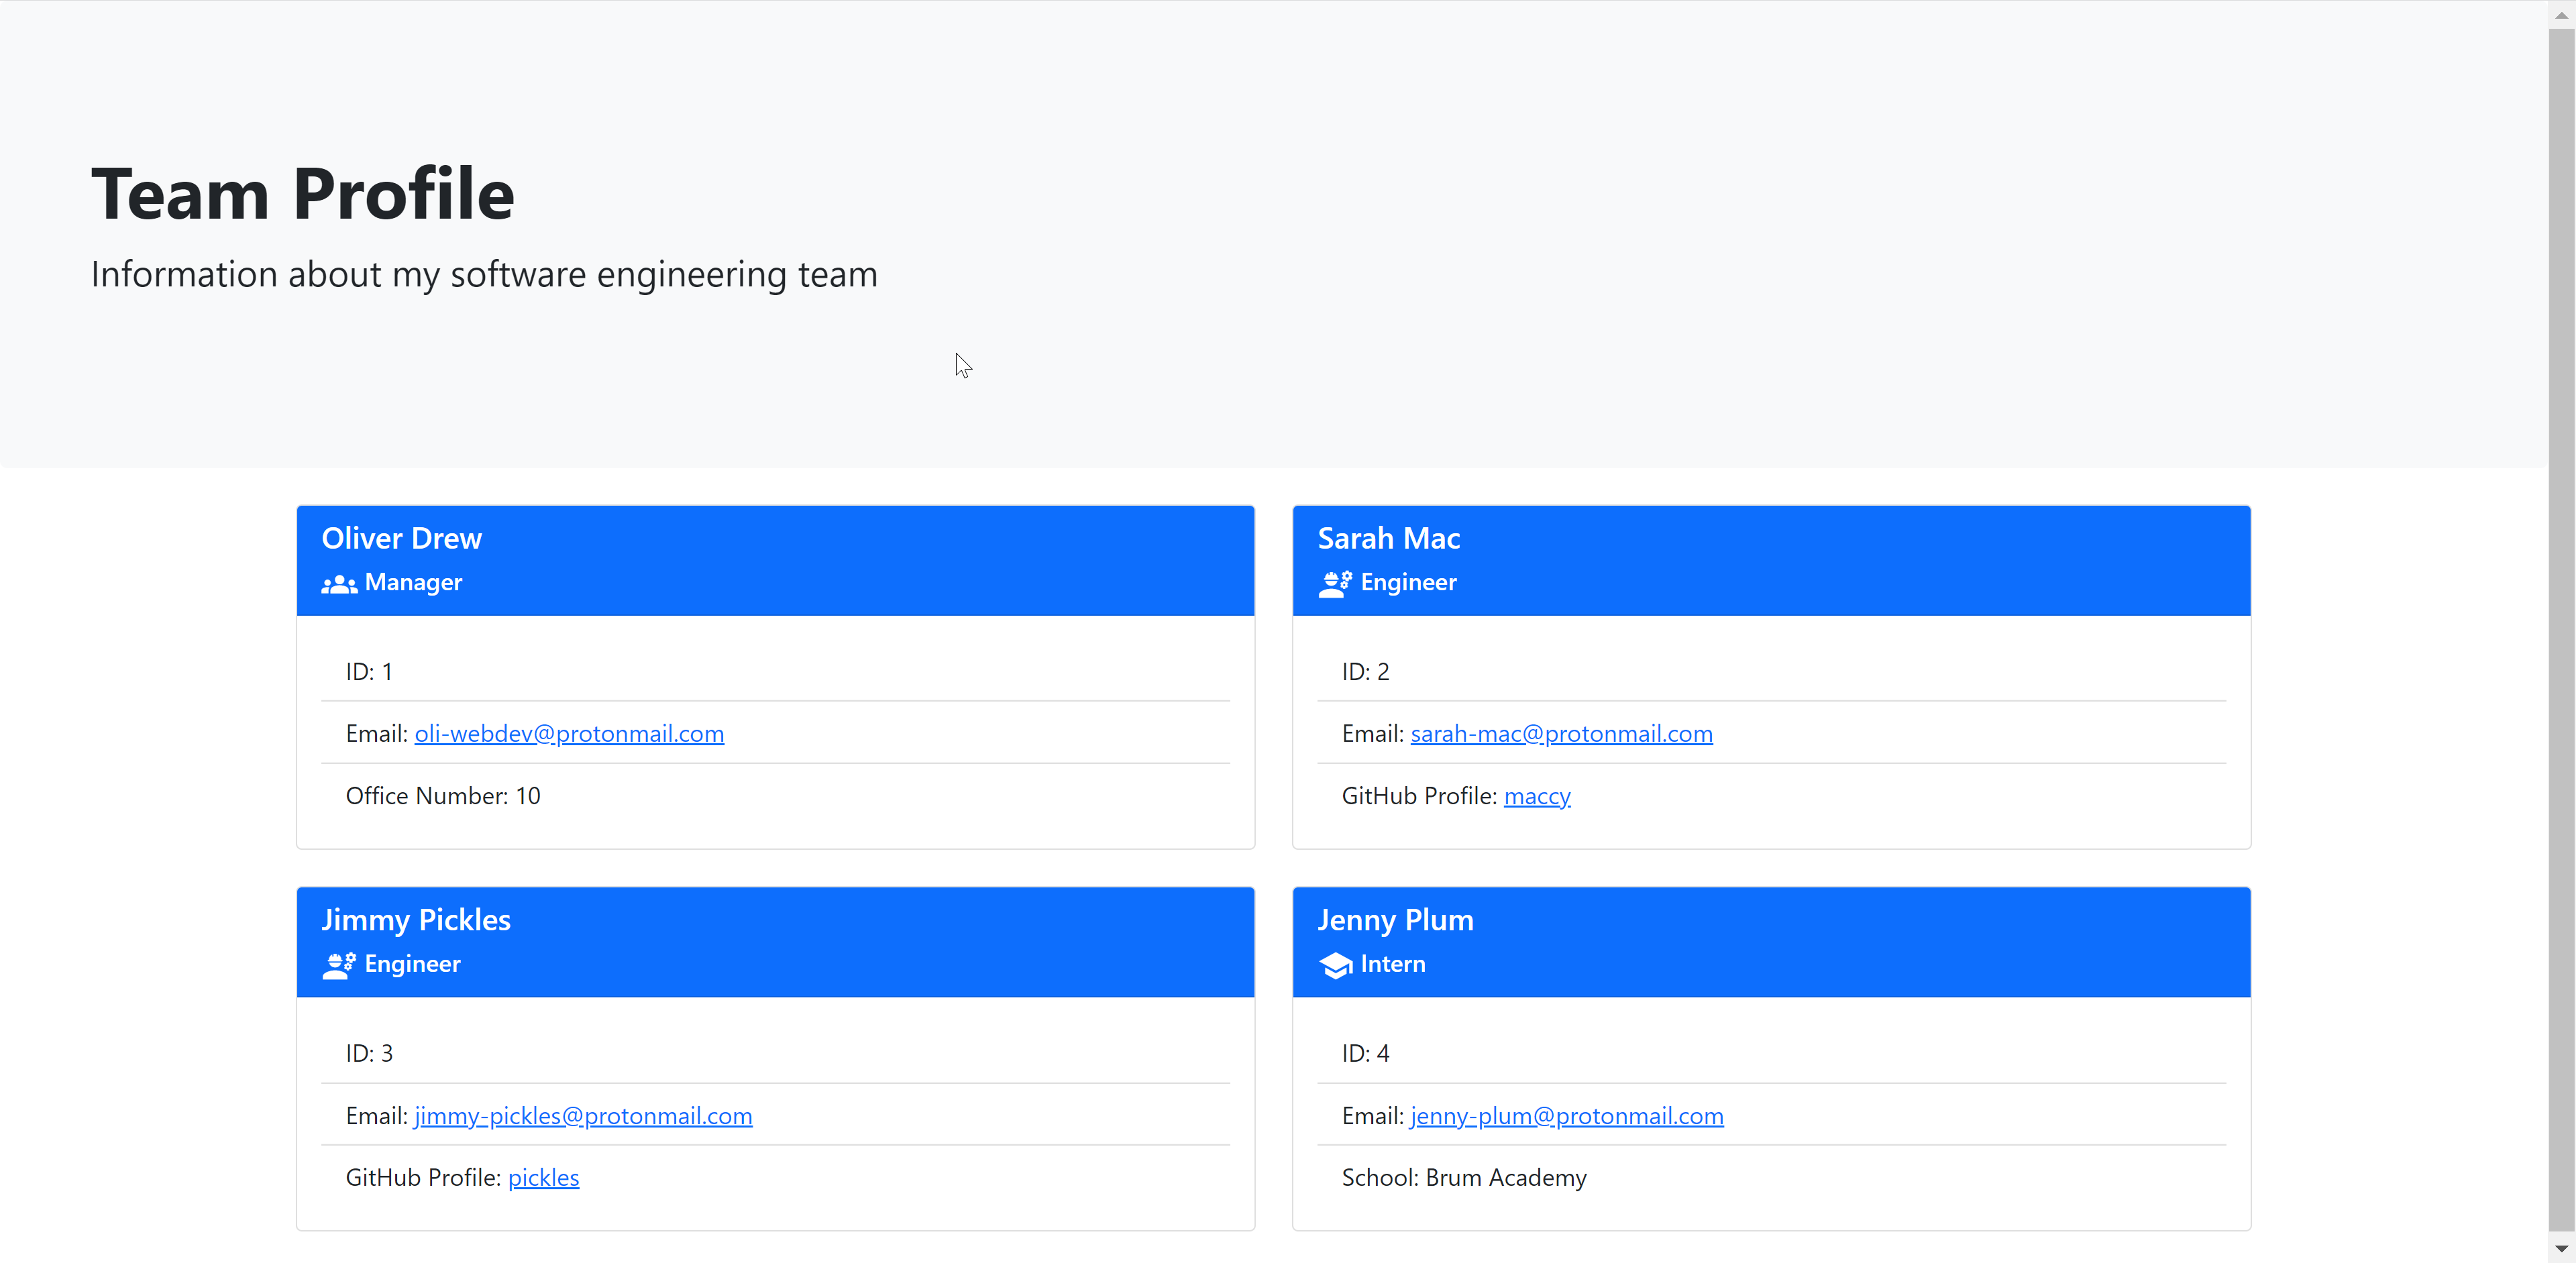 Team Profile
Information about my software engineering team
Oliver Drew
Manager
ID: 1
Email: oli-webdev@protonmail.com
Office Number: 10
Sarah Mac
Engineer
ID: 2
Email: sarah-mac@protonmail.com
GitHub Profile: maccy
Jimmy Pickles
Engineer
ID: 3
Email: jimmy-pickles@protonmail.com
GitHub Profile: pickles
Jenny Plum
Intern
ID: 4
Email: jenny-plum@protonmail.com
School: Brum Academy